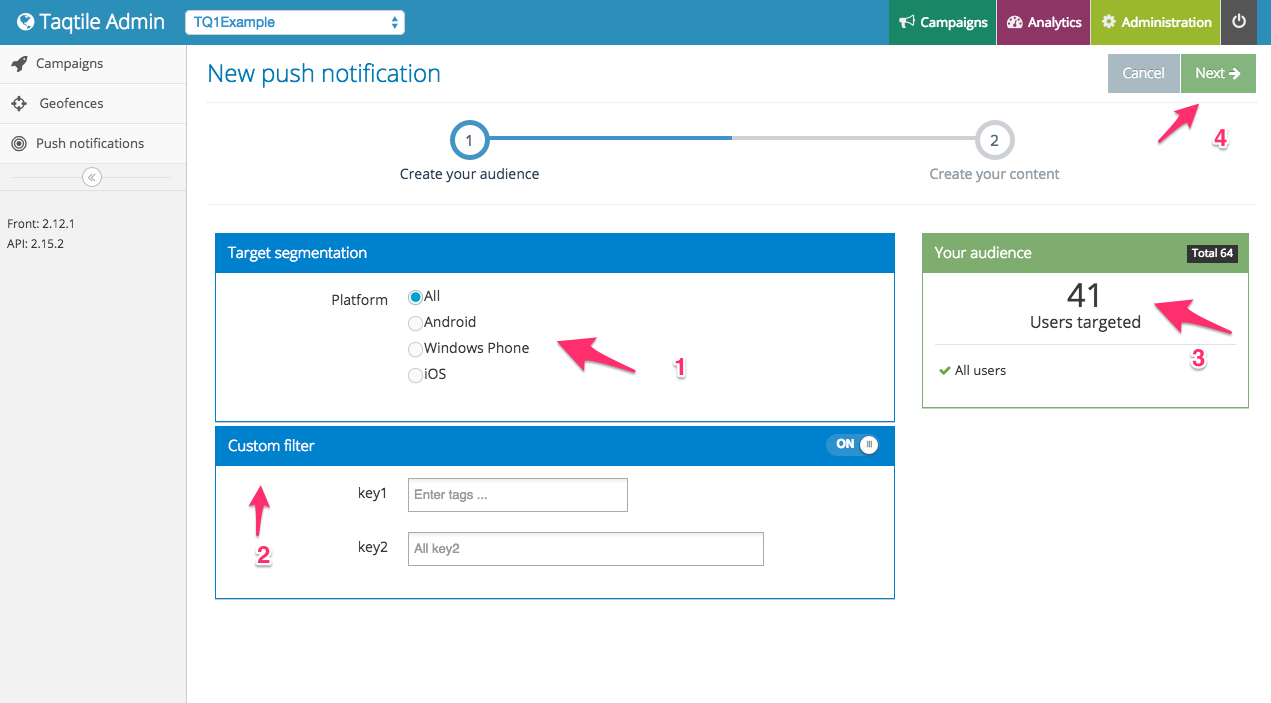 Taqtile Admin
TQ1Example
Campaigns
Analytics
Administration
Campaigns
Geofences
Push notifications
Front: 2.12.1
API: 2.15.2
New push notification
Cancel
Next
4
1
2
Create your audience
Create your content
Target segmentation
Platform
All
Android
Windows Phone
iOS
1
Your audience
Total 64
41
Users targeted
3
All users
Custom filter
ON
key1
Enter tags ...
2
key2
All key2